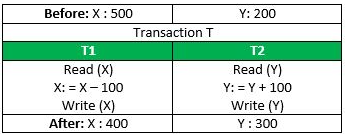 Before: X : 500 Y: 200
Transaction T
T1 T2
Read (X) Read (Y)
X: = X – 100 Y: = Y + 100
Write (X) Write (Y)
After: X : 400 Y : 300